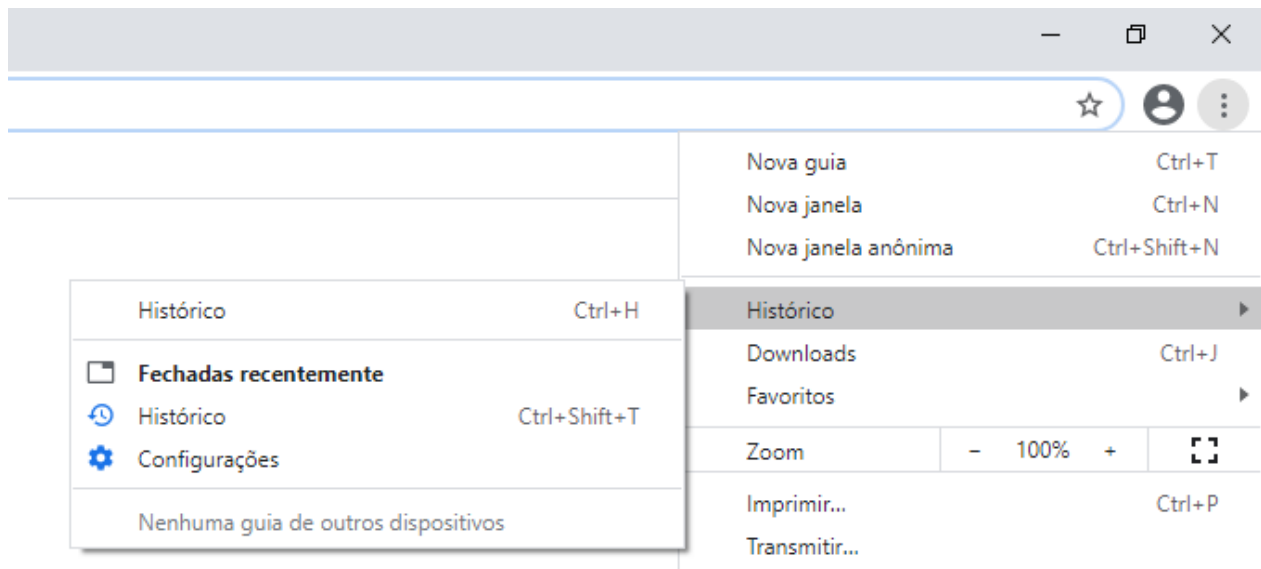 Nova guia Ctrl+T
Nova janela Ctrl+N
Nova janela anônima Ctrl+Shift+N
Histórico
Downloads Ctrl+J
Favoritos
Zoom - 100% +
Imprimir... Ctrl+P
Transmitir...
Histórico Ctrl+H
Fechadas recentemente
Histórico Ctrl+Shift+T
Configurações
Nenhuma guia de outros dispositivos